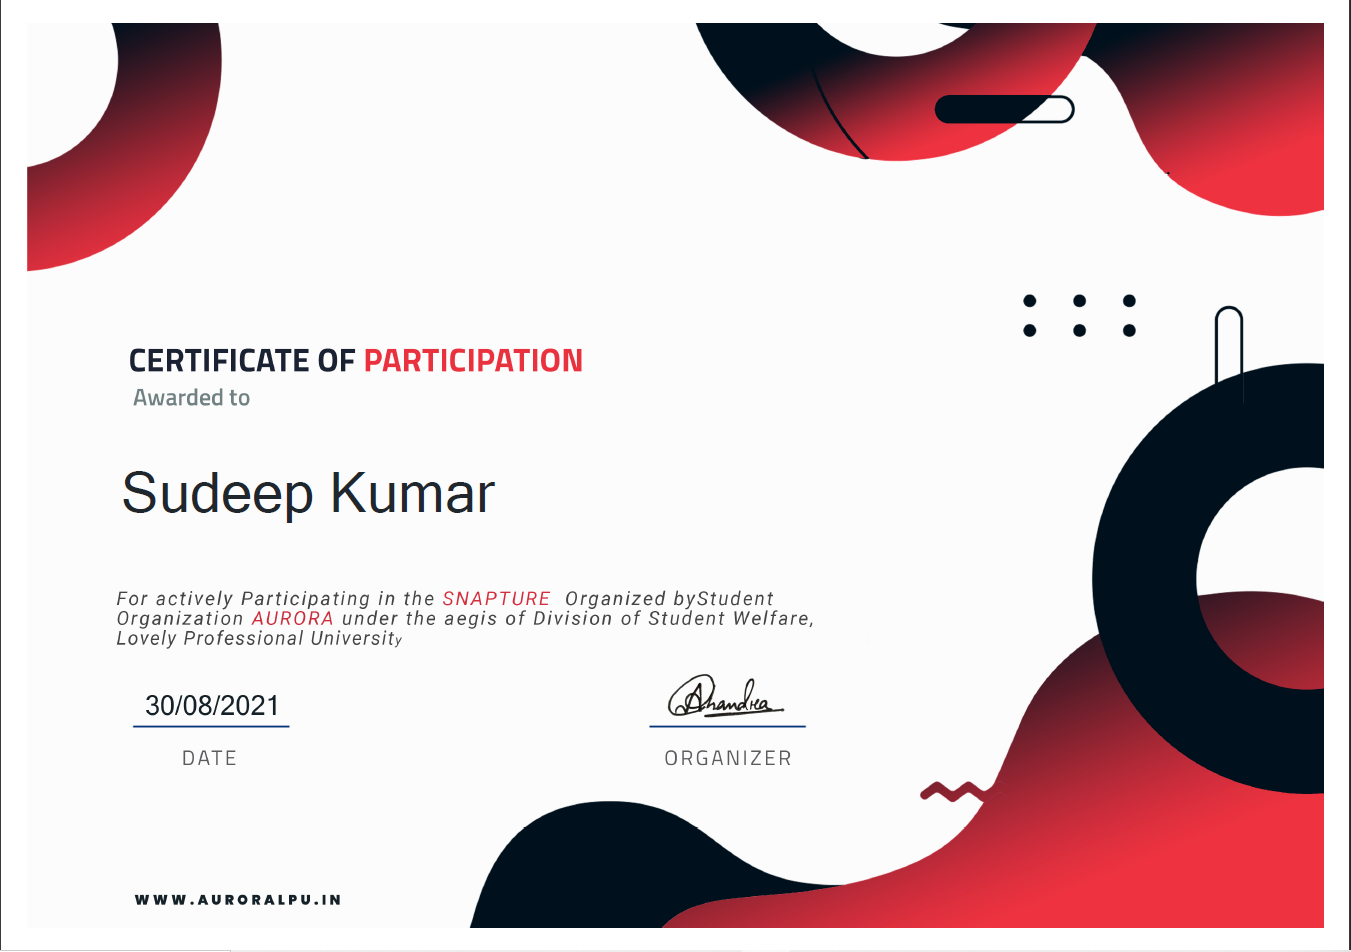 CERTIFICATE OF PARTICIPATION
Awarded to
Sudeep Kumar
For actively Participating in the SNAPTURE Organized byStudent
Organization AURORA under the aegis of Division of Student Welfare,
Lovely Professional University
30/08/2021
DATE
ORGANIZER
WWW.AURORALPU.IN